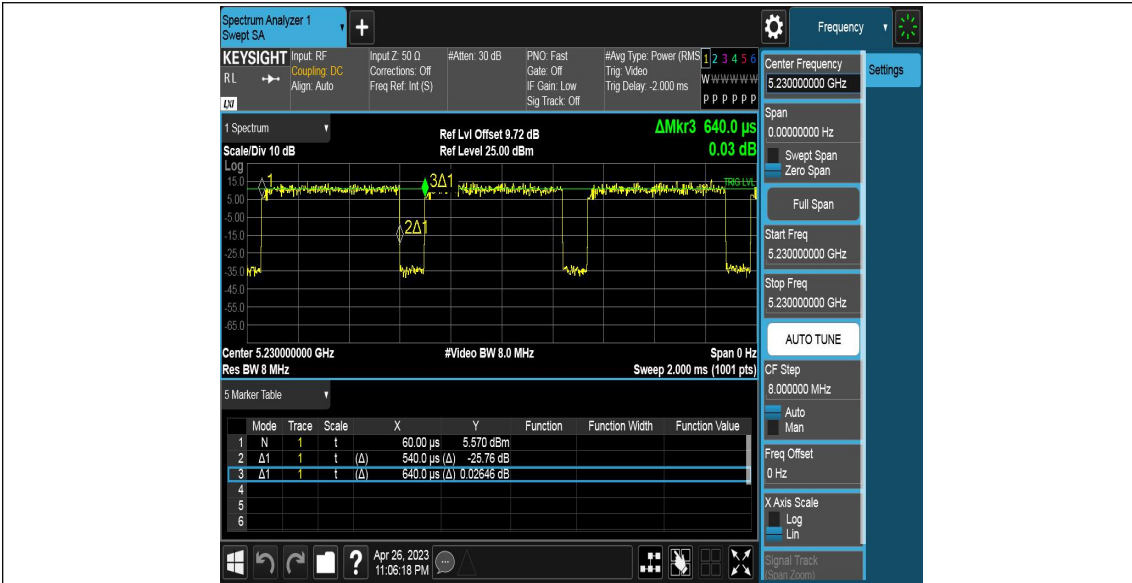 Spectrum Analyzer 1
Swept SA
+
Frequency
KEYSIGHT
R L
LXI
Input: RF
Coupling: DC
Align: Auto
Input Z: 50 Ω
Corrections: Off
Freq Ref: Int (S)
#Atten: 30 dB
PNO: Fast
Gate: Off
IF Gain: Low
Sig Track: Off
#Avg Type: Power (RMS
Trig: Video
Trig Delay: -2.000 ms
1 2 3 4 5 6
W W W W W W
P P P P P P
1 Spectrum
Scale/Div 10 dB
Ref Lvl Offset 9.72 dB
Ref Level 25.00 dBm
ΔMkr3 640.0 µs
0.03 dB
Log
15.0
5.00
-5.00
-15.0
-25.0
-35.0
-45.0
-55.0
-65.0
1
3Δ1
2Δ1
TRIG LVL
Center 5.230000000 GHz
Res BW 8 MHz
#Video BW 8.0 MHz
Span 0 Hz
Sweep 2.000 ms (1001 pts)
5 Marker Table
Mode Trace Scale X Y Function Function Width Function Value
1 N 1 t 60.00 µs 5.570 dBm
2 Δ1 1 t (Δ) 540.0 µs (Δ) -25.76 dB
3 Δ1 1 t (Δ) 640.0 µs (Δ) 0.02646 dB
4
5
6
?
Apr 26, 2023
11:06:18 PM
Center Frequency
5.230000000 GHz
Settings
Span
0.00000000 Hz
Swept Span
Zero Span
Full Span
Start Freq
5.230000000 GHz
Stop Freq
5.230000000 GHz
AUTO TUNE
CF Step
8.000000 MHz
Auto
Man
Freq Offset
0 Hz
X Axis Scale
Log
Lin
Signal Track
(Span Zoom)